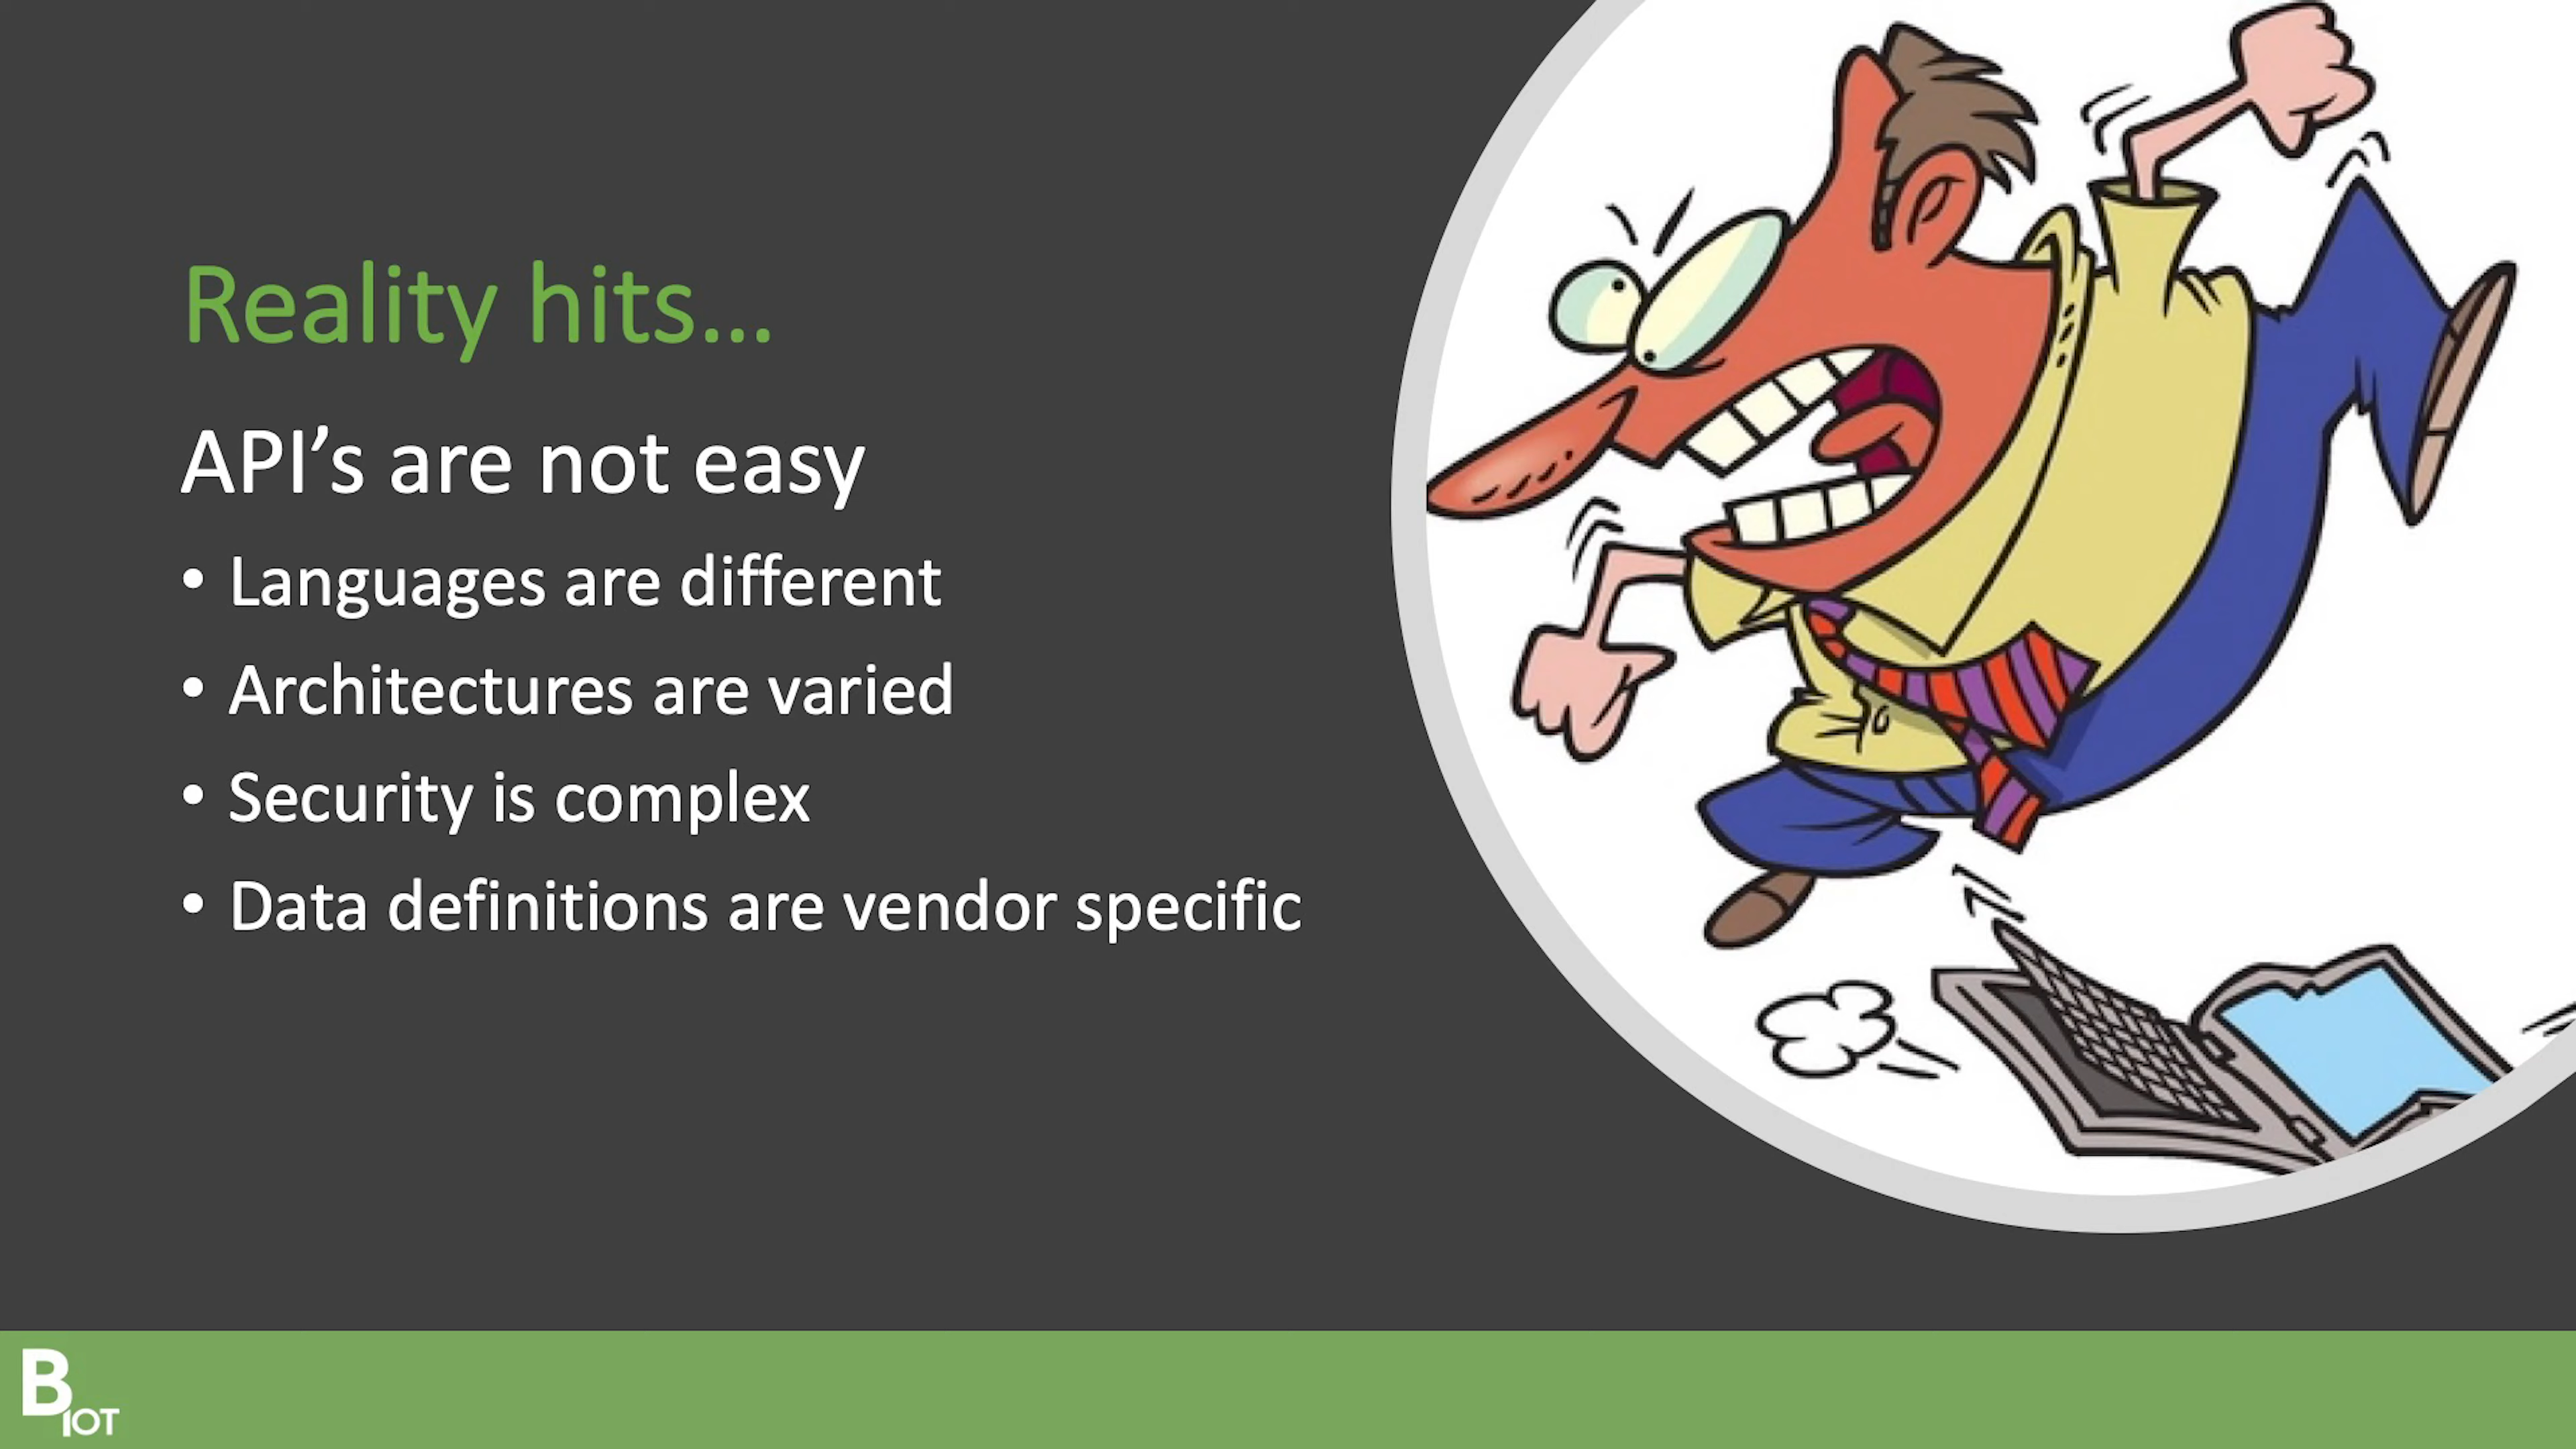 Reality hits...
API’s are not easy
• Languages are different
• Architectures are varied
• Security is complex
• Data definitions are vendor specific
B
IOT